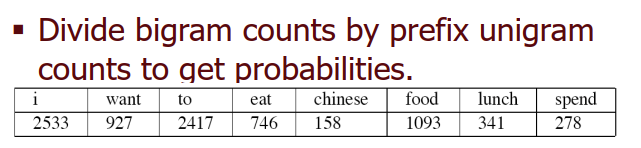 ▪ Divide bigram counts by prefix unigram
counts to get probabilities.
i want to eat chinese food lunch spend
2533 927 2417 746 158 1093 341 278